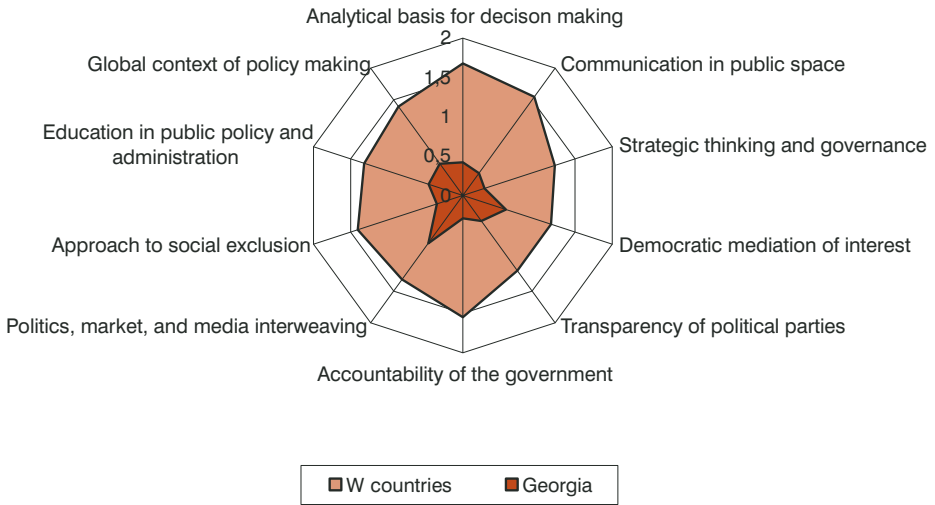 Analytical basis for decison making
2
Global context of policy making
Communication in public space
1,5
1
Education in public policy and
administration
Strategic thinking and governance
0,5
0
Approach to social exclusion
Democratic mediation of interest
Politics, market, and media interweaving
Transparency of political parties
Accountability of the government
W countries
Georgia